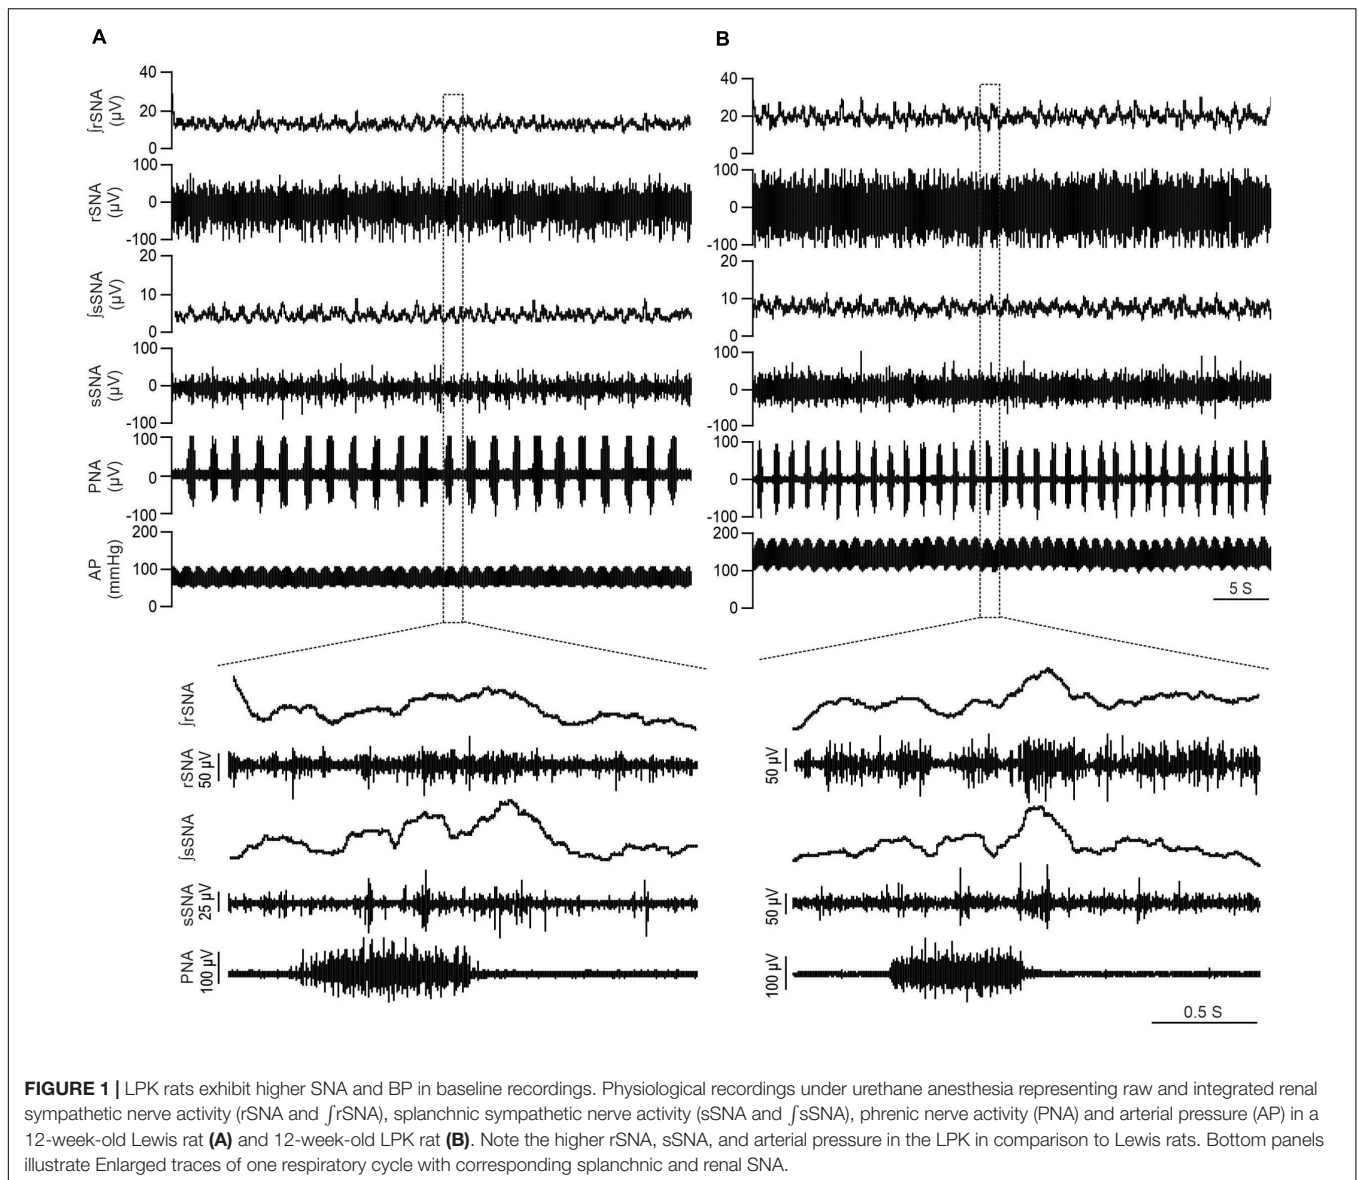 A
B
40
20
0
∫rSNA
(µV)
100
0
-100
rSNA
(µV)
20
10
0
∫sSNA
(µV)
100
0
-100
sSNA
(µV)
100
0
-100
PNA
(µV)
200
100
0
AP
(mmHg)
40
20
0
100
0
-100
20
10
0
100
0
-100
100
0
-100
200
100
0
5 S
∫rSNA
rSNA
50 µV
∫sSNA
sSNA
25 µV
PNA
100 µV
50 µV
50 µV
100 µV
0.5 S
FIGURE 1 | LPK rats exhibit higher SNA and BP in baseline recordings. Physiological recordings under urethane anesthesia representing raw and integrated renal
sympathetic nerve activity (rSNA and ∫rSNA), splanchnic sympathetic nerve activity (sSNA and ∫sSNA), phrenic nerve activity (PNA) and arterial pressure (AP) in a
12-week-old Lewis rat (A) and 12-week-old LPK rat (B). Note the higher rSNA, sSNA, and arterial pressure in the LPK in comparison to Lewis rats. Bottom panels
illustrate Enlarged traces of one respiratory cycle with corresponding splanchnic and renal SNA.